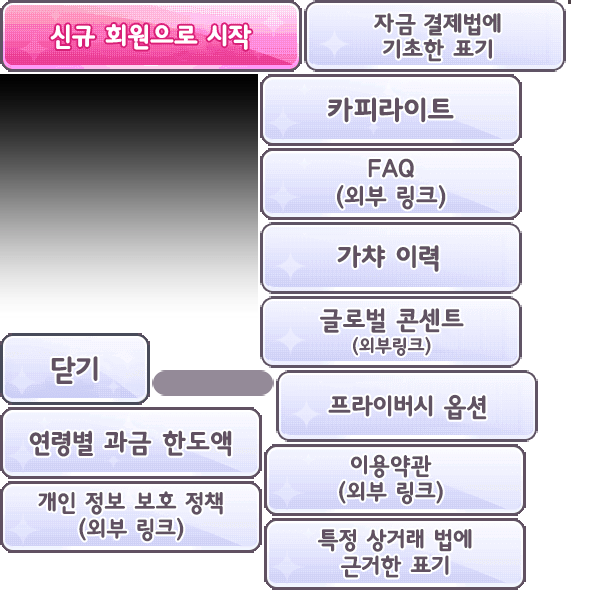 신규 회원으로 시작
자금 결제법에
기초한 표기
카피라이트
FAQ
(외부 링크)
가챠 이력
글로벌 콘센트
(외부링크)
닫기
프라이버시 옵션
연령별 과금 한도액
이용약관
(외부 링크)
개인 정보 보호 정책
(외부 링크)
특정 상거래 법에
근거한 표기